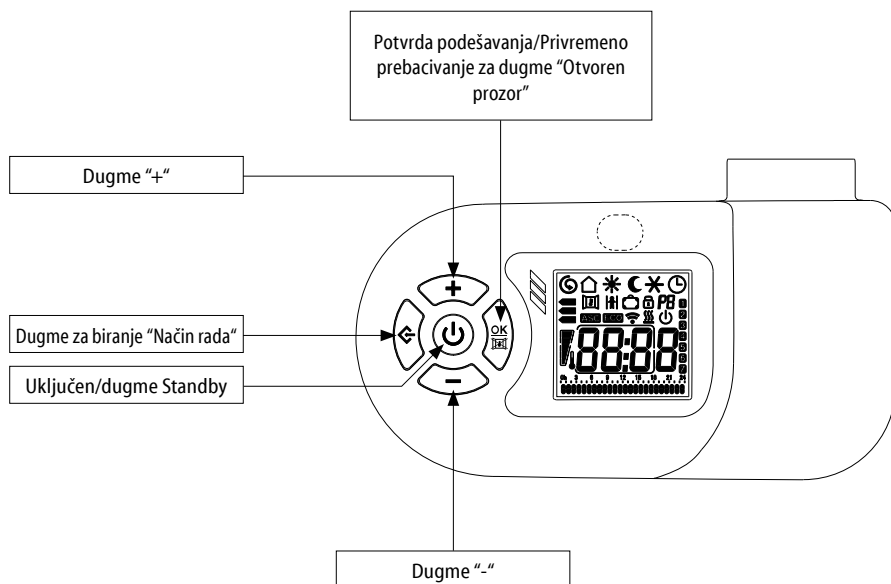 Potvrda podešavanja/Privremeno
prebacivanje za dugme “Otvoren
prozor”
Dugme “+“
Dugme za biranje “Način rada“
Uključen/dugme Standby
Dugme “-“
OK
PB
88:88